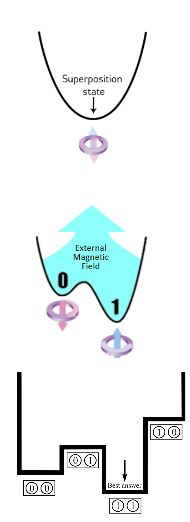 Superposition
state
External
Magnetic
Field
0
1
1 0
0 1
Best answer
0 0
1 1